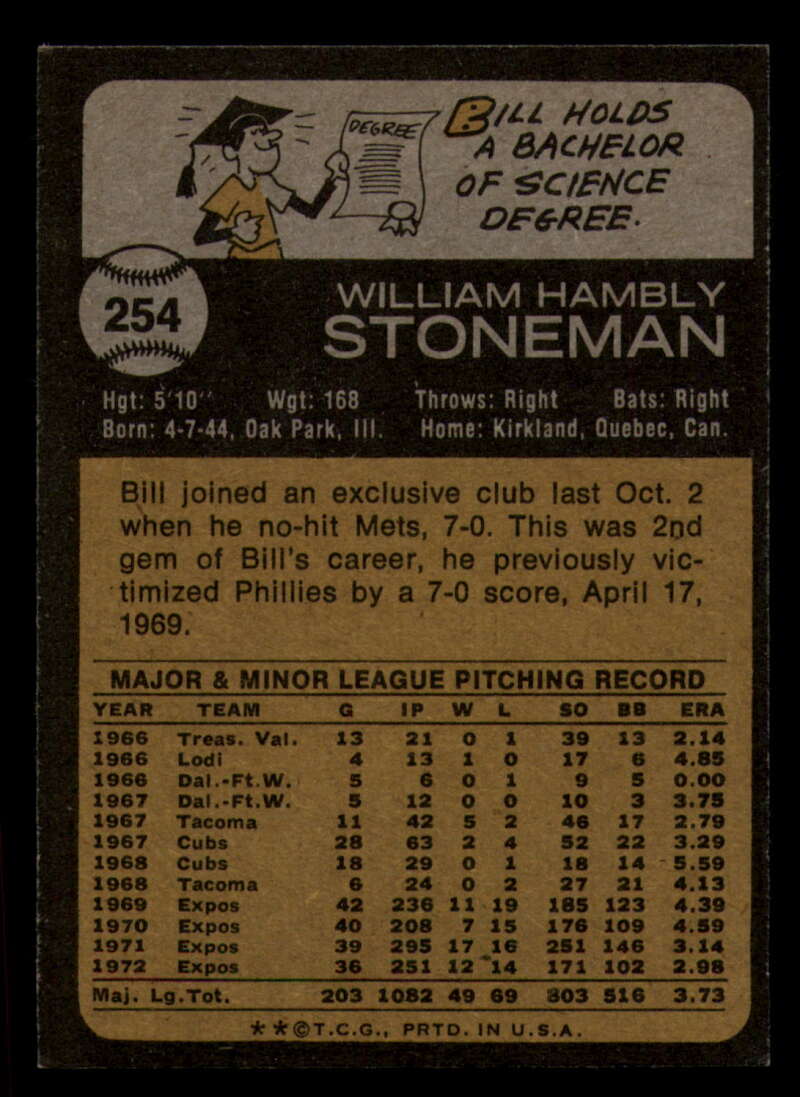 DEGREE
BILL HOLDS
A BACHELOR
OF SCIENCE
DEGREE.
254
WILLIAM HAMBLY
STONEMAN
Hgt: 5'10" Wgt: 168 Throws: Right Bats: Right
Born: 4-7-44, Oak Park, Ill. Home: Kirkland, Quebec, Can.
Bill joined an exclusive club last Oct. 2
when he no-hit Mets, 7-0. This was 2nd
gem of Bill's career, he previously vic-
timized Phillies by a 7-0 score, April 17,
1969.
MAJOR & MINOR LEAGUE PITCHING RECORD
YEAR TEAM G IP W L SO BB ERA
1966 Treas. Val. 13 21 0 1 39 13 2.14
1966 Lodi 4 13 1 0 17 6 4.85
1966 Dal.-Ft.W. 5 6 0 1 9 5 0.00
1967 Dal.-Ft.W. 5 12 0 0 10 3 3.75
1967 Tacoma 11 42 5 2 46 17 2.79
1967 Cubs 28 63 2 4 52 22 3.29
1968 Cubs 18 29 0 1 18 14 5.59
1968 Tacoma 6 24 0 2 27 21 4.13
1969 Expos 42 236 11 19 185 123 4.39
1970 Expos 40 208 7 15 176 109 4.59
1971 Expos 39 295 17 16 251 146 3.14
1972 Expos 36 251 12 14 171 102 2.98
Maj. Lg.Tot. 203 1082 49 69 803 516 3.73
**©T.C.G., PRTD. IN U.S.A.